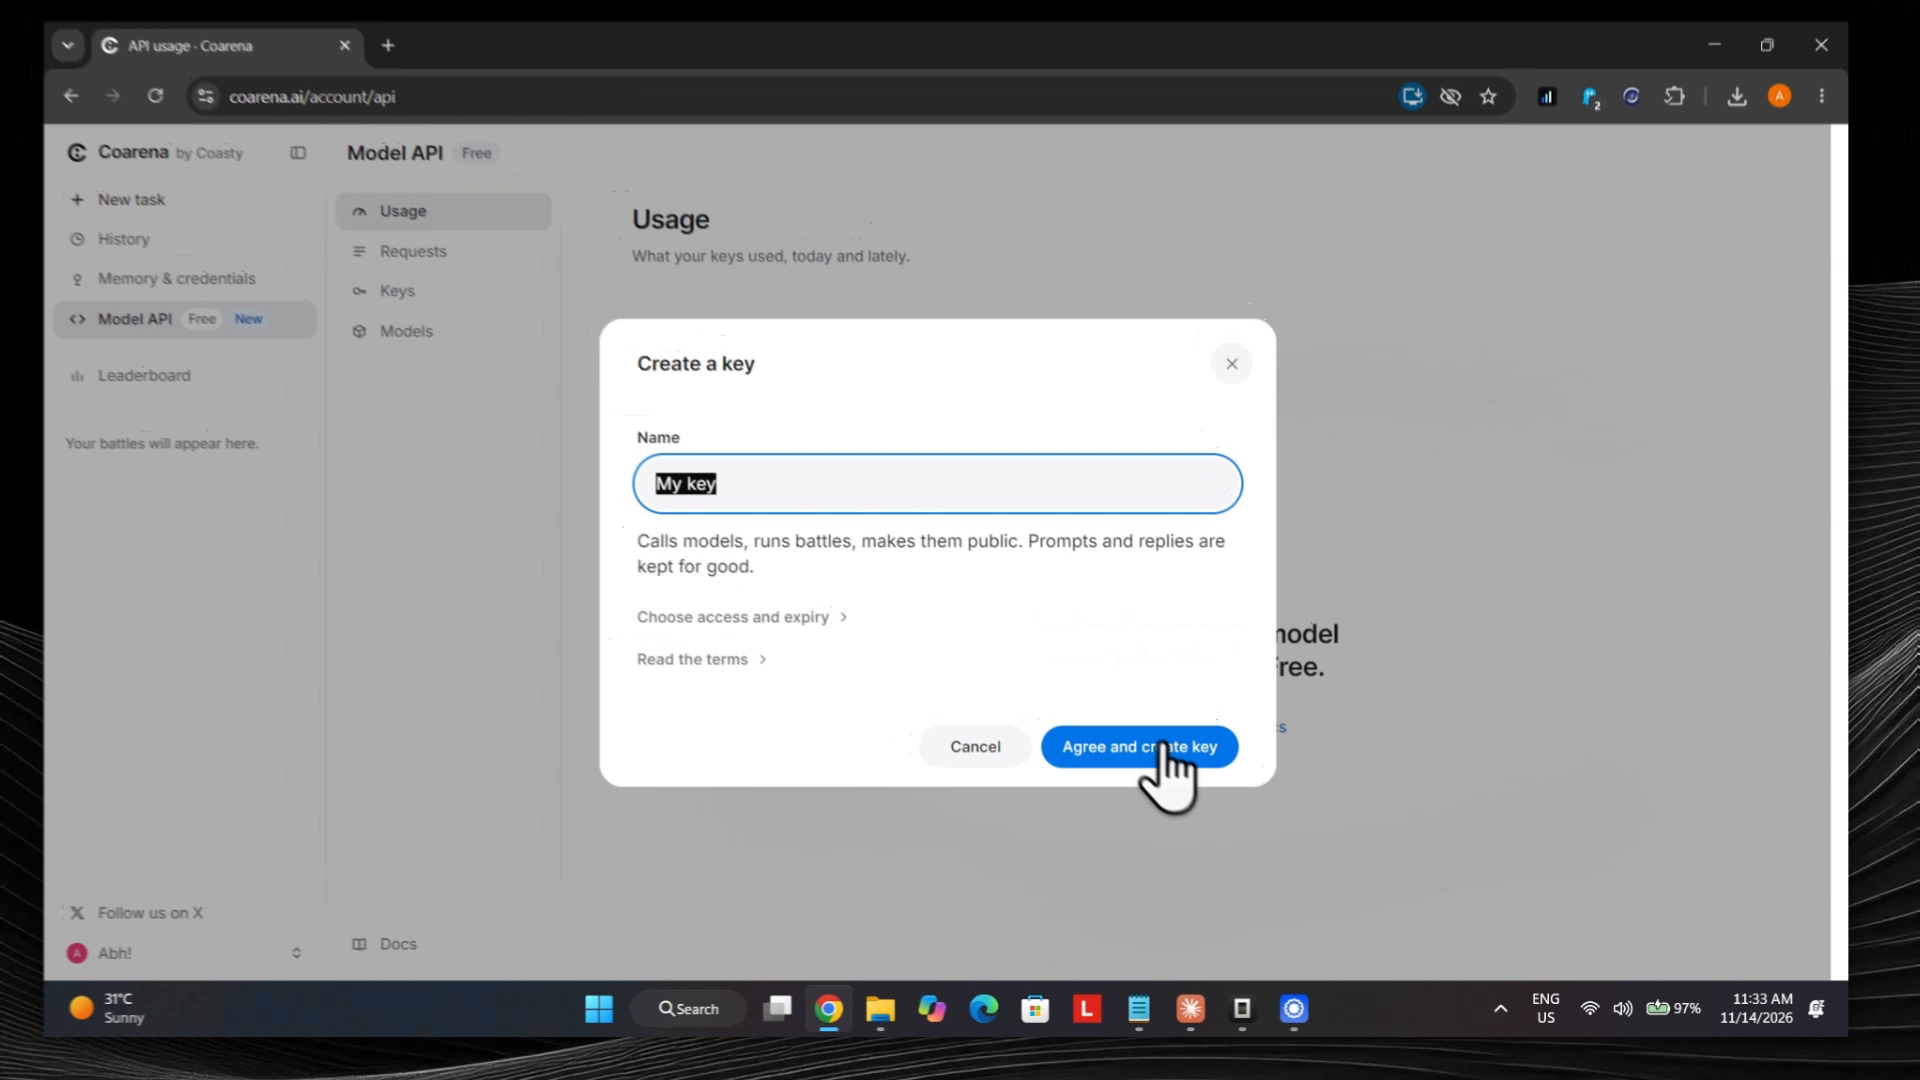 API usage - Coarena
coarena.ai/account/api
2
A
Coarena by Coasty
New task
History
Memory & credentials
Model API Free New
Leaderboard
Your battles will appear here.
Follow us on X
A Abh!
Model API Free
Usage
Requests
Keys
Models
Docs
Usage
What your keys used, today and lately.
Create a key
Name
My key
Calls models, runs battles, makes them public. Prompts and replies are
kept for good.
Choose access and expiry
Read the terms
Cancel
Agree and create key
Free.
31°C
Sunny
Search
L
ENG
US
97%
11:33 AM
11/14/2026